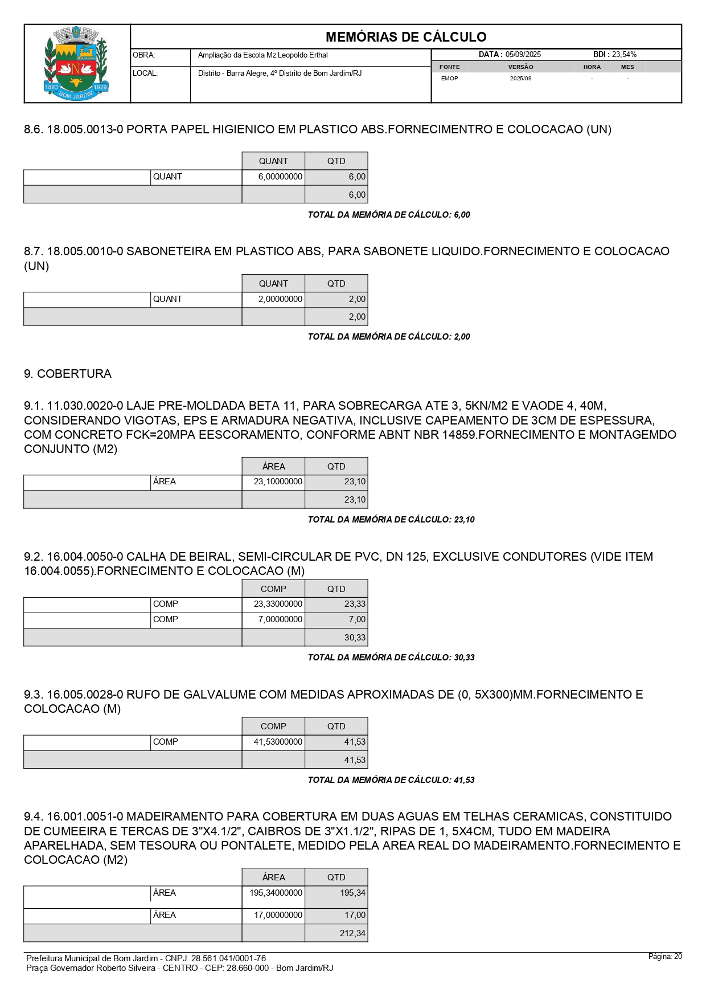 MEMÓRIAS DE CÁLCULO
OBRA: Ampliação da Escola Mz Leopoldo Erthal
LOCAL: Distrito - Barra Alegre, 4º Distrito de Bom Jardim/RJ
DATA : 05/09/2025 BDI : 23,54%
FONTE VERSÃO HORA MES
EMOP 2025/09 - -
N
1893 1929
BOM JARDIM
8.6. 18.005.0013-0 PORTA PAPEL HIGIENICO EM PLASTICO ABS.FORNECIMENTRO E COLOCACAO (UN)
QUANT QTD
QUANT 6,00000000 6,00
6,00
TOTAL DA MEMÓRIA DE CÁLCULO: 6,00
8.7. 18.005.0010-0 SABONETEIRA EM PLASTICO ABS, PARA SABONETE LIQUIDO.FORNECIMENTO E COLOCACAO
(UN)
QUANT QTD
QUANT 2,00000000 2,00
2,00
TOTAL DA MEMÓRIA DE CÁLCULO: 2,00
9. COBERTURA
9.1. 11.030.0020-0 LAJE PRE-MOLDADA BETA 11, PARA SOBRECARGA ATE 3, 5KN/M2 E VAODE 4, 40M,
CONSIDERANDO VIGOTAS, EPS E ARMADURA NEGATIVA, INCLUSIVE CAPEAMENTO DE 3CM DE ESPESSURA,
COM CONCRETO FCK=20MPA EESCORAMENTO, CONFORME ABNT NBR 14859.FORNECIMENTO E MONTAGEMDO
CONJUNTO (M2)
ÁREA QTD
ÁREA 23,10000000 23,10
23,10
TOTAL DA MEMÓRIA DE CÁLCULO: 23,10
9.2. 16.004.0050-0 CALHA DE BEIRAL, SEMI-CIRCULAR DE PVC, DN 125, EXCLUSIVE CONDUTORES (VIDE ITEM
16.004.0055).FORNECIMENTO E COLOCACAO (M)
COMP QTD
COMP 23,33000000 23,33
COMP 7,00000000 7,00
30,33
TOTAL DA MEMÓRIA DE CÁLCULO: 30,33
9.3. 16.005.0028-0 RUFO DE GALVALUME COM MEDIDAS APROXIMADAS DE (0, 5X300)MM.FORNECIMENTO E
COLOCACAO (M)
COMP QTD
COMP 41,53000000 41,53
41,53
TOTAL DA MEMÓRIA DE CÁLCULO: 41,53
9.4. 16.001.0051-0 MADEIRAMENTO PARA COBERTURA EM DUAS AGUAS EM TELHAS CERAMICAS, CONSTITUIDO
DE CUMEEIRA E TERCAS DE 3"X4.1/2", CAIBROS DE 3"X1.1/2", RIPAS DE 1, 5X4CM, TUDO EM MADEIRA
APARELHADA, SEM TESOURA OU PONTALETE, MEDIDO PELA AREA REAL DO MADEIRAMENTO.FORNECIMENTO E
COLOCACAO (M2)
ÁREA QTD
ÁREA 195,34000000 195,34
ÁREA 17,00000000 17,00
212,34
Prefeitura Municipal de Bom Jardim - CNPJ: 28.561.041/0001-76 Página: 20
Praça Governador Roberto Silveira - CENTRO - CEP: 28.660-000 - Bom Jardim/RJ